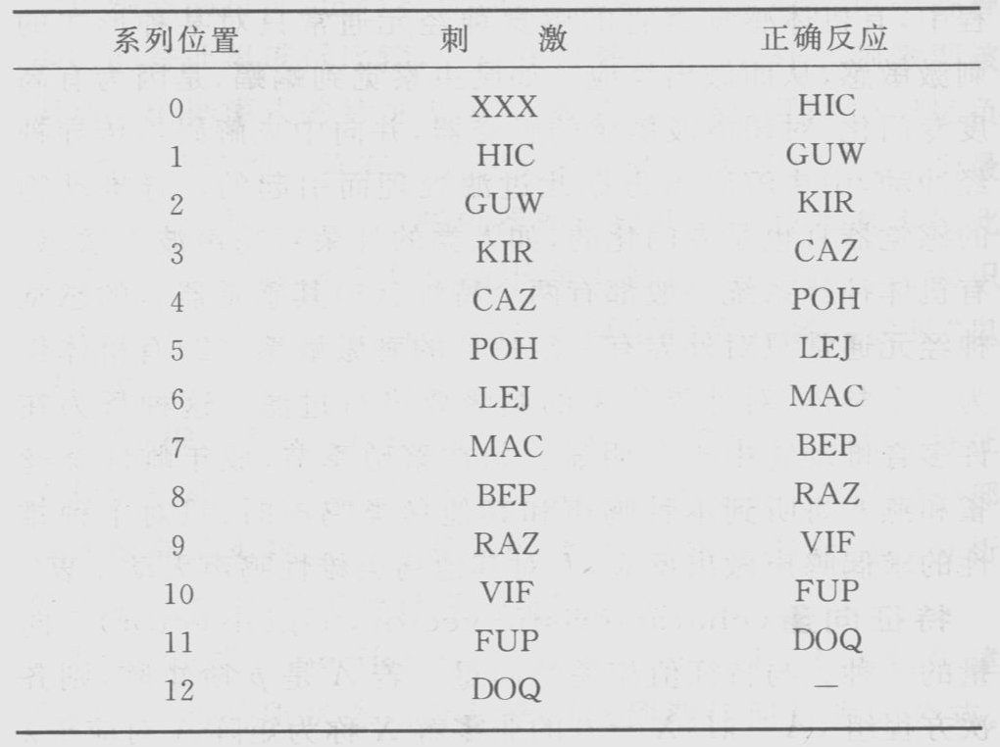 系列位置 刺 激 正确反应
0 XXX HIC
1 HIC GUW
2 GUW KIR
3 KIR CAZ
4 CAZ POH
5 POH LEJ
6 LEJ MAC
7 MAC BEP
8 BEP RAZ
9 RAZ VIF
10 VIF FUP
11 FUP DOQ
12 DOQ —